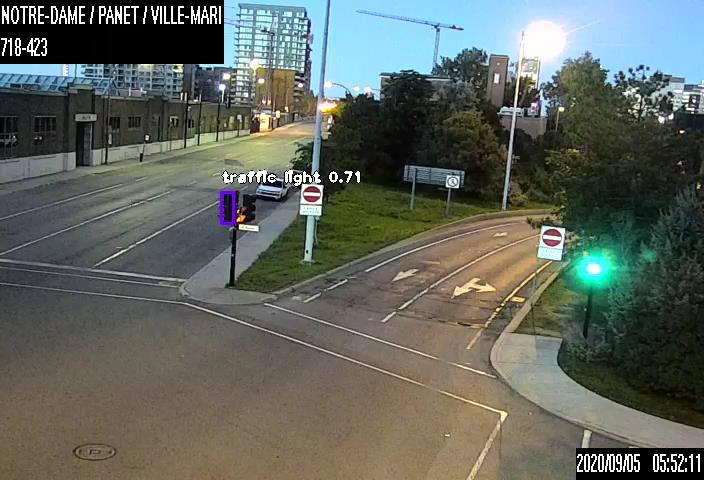 NOTRE-DAME / PANET / VILLE-MARI
718-423
traffic light 0.71
2020/09/05 05:52:11